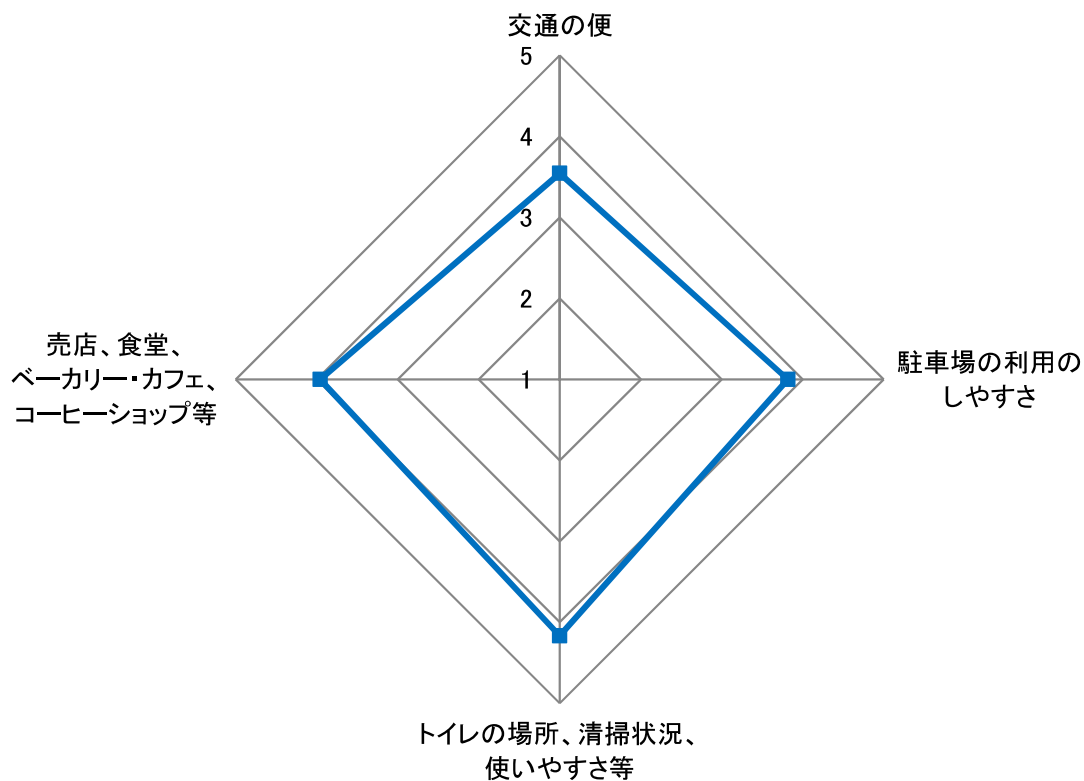 交通の便
5
4
3
2
1
売店、食堂、
ベーカリー・カフェ、
コーヒーショップ等
駐車場の利用の
しやすさ
トイレの場所、清掃状況、
使いやすさ等